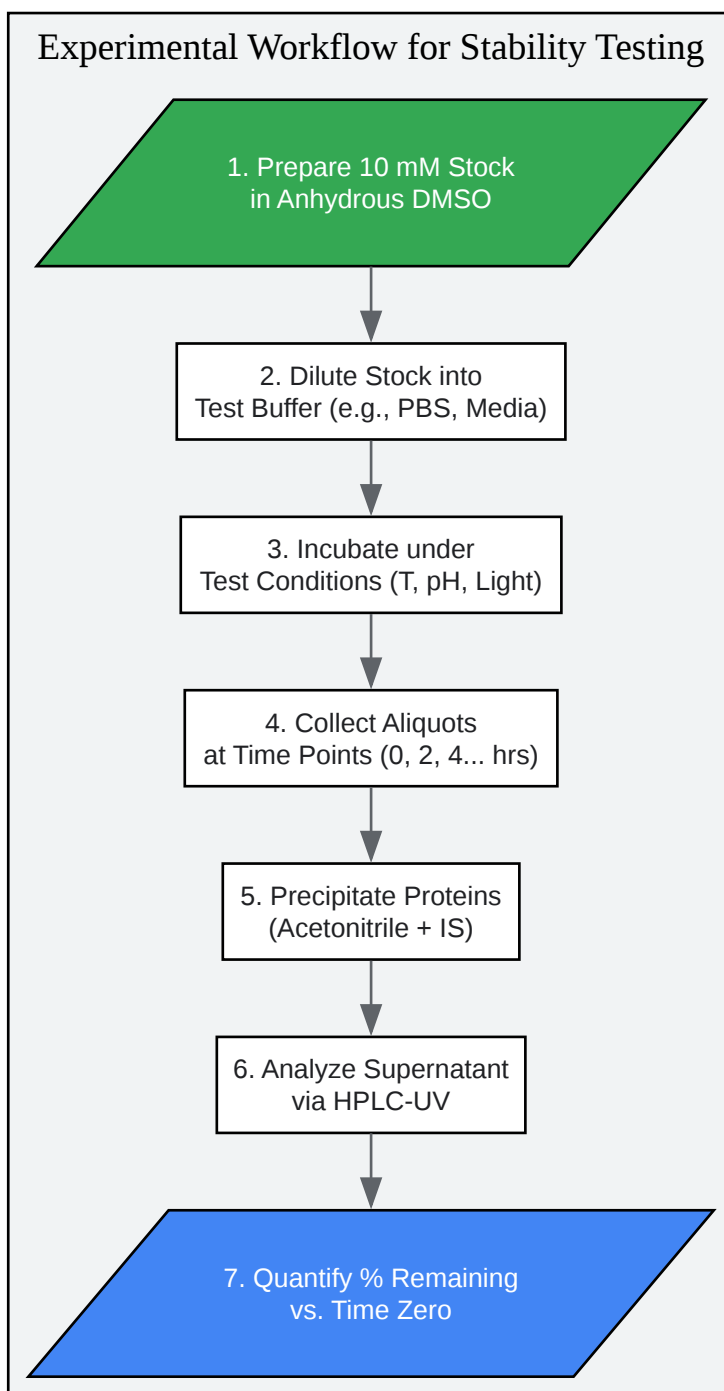 Experimental Workflow for Stability Testing
1. Prepare 10 mM Stock
in Anhydrous DMSO
2. Dilute Stock into
Test Buffer (e.g., PBS, Media)
3. Incubate under
Test Conditions (T, pH, Light)
4. Collect Aliquots
at Time Points (0, 2, 4... hrs)
5. Precipitate Proteins
(Acetonitrile + IS)
6. Analyze Supernatant
via HPLC-UV
7. Quantify % Remaining
vs. Time Zero